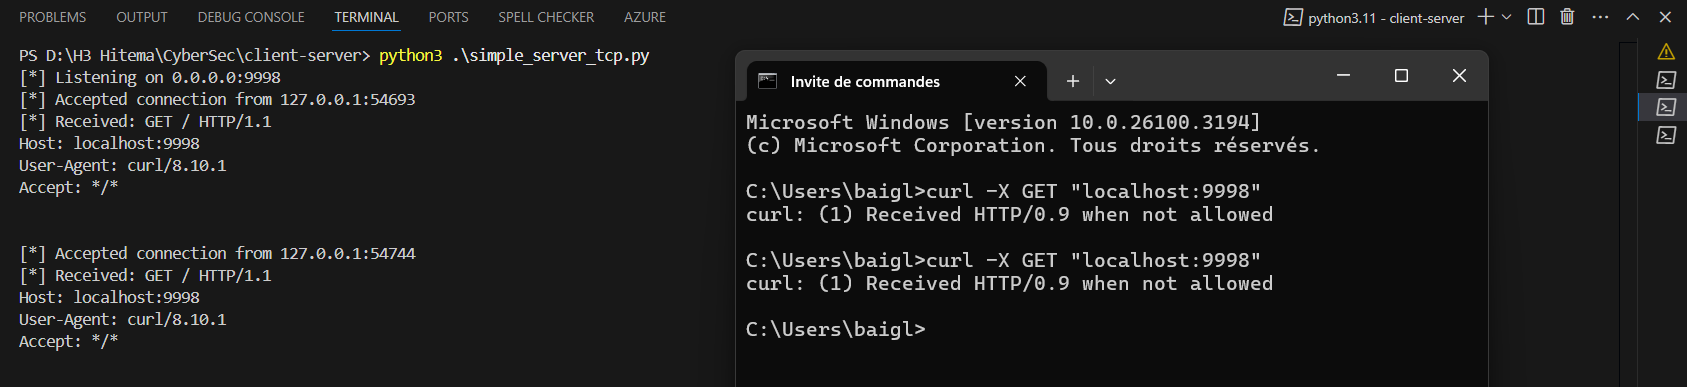 PROBLEMS OUTPUT DEBUG CONSOLE TERMINAL PORTS SPELL CHECKER AZURE python3.11 - client-server
PS D:\H3 Hitema\CyberSec\client-server> python3 .\simple_server_tcp.py
[*] Listening on 0.0.0.0:9998
[*] Accepted connection from 127.0.0.1:54693
[*] Received: GET / HTTP/1.1
Host: localhost:9998
User-Agent: curl/8.10.1
Accept: */*
[*] Accepted connection from 127.0.0.1:54744
[*] Received: GET / HTTP/1.1
Host: localhost:9998
User-Agent: curl/8.10.1
Accept: */*
Invite de commandes
Microsoft Windows [version 10.0.26100.3194]
(c) Microsoft Corporation. Tous droits réservés.
C:\Users\baigl>curl -X GET "localhost:9998"
curl: (1) Received HTTP/0.9 when not allowed
C:\Users\baigl>curl -X GET "localhost:9998"
curl: (1) Received HTTP/0.9 when not allowed
C:\Users\baigl>